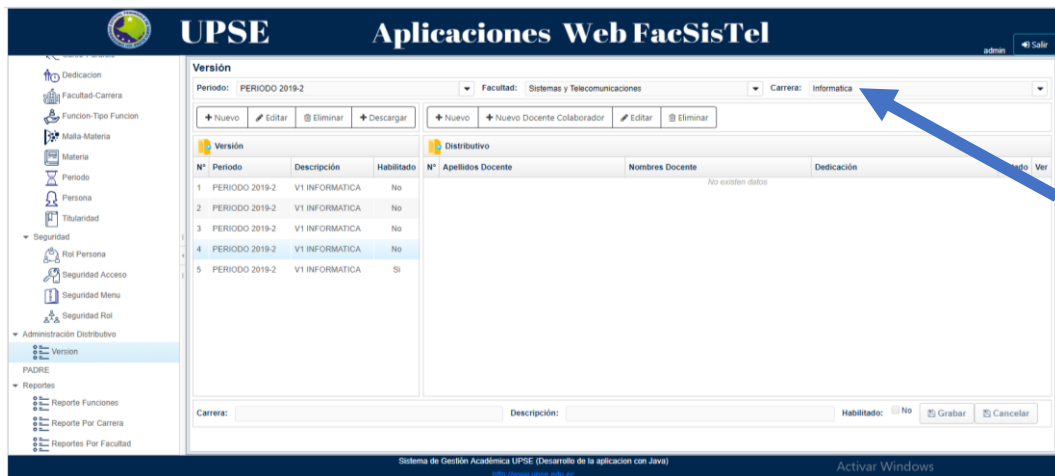 UPSE Aplicaciones Web FacSisTel
admin Salir
Dedicacion
Facultad-Carrera
Funcion-Tipo Funcion
Malla-Materia
Materia
Periodo
Persona
Titularidad
Seguridad
Rol Persona
Seguridad Acceso
Seguridad Menu
Seguridad Rol
Administración Distributivo
Version
PADRE
Reportes
Reporte Funciones
Reporte Por Carrera
Reportes Por Facultad
Versión
Periodo: PERIODO 2019-2 Facultad: Sistemas y Telecomunicaciones Carrera: Informatica
+ Nuevo Editar Eliminar + Descargar + Nuevo + Nuevo Docente Colaborador Editar Eliminar
Versión Distributivo
N° Periodo Descripción Habilitado N° Apellidos Docente Nombres Docente Dedicación Ver
No existen datos
1 PERIODO 2019-2 V1 INFORMATICA No
2 PERIODO 2019-2 V1 INFORMATICA No
3 PERIODO 2019-2 V1 INFORMATICA No
4 PERIODO 2019-2 V1 INFORMATICA No
5 PERIODO 2019-2 V1 INFORMATICA Si
Carrera: Descripción: Habilitado: No Grabar Cancelar
Sistema de Gestión Académica UPSE (Desarrollo de la aplicacion con Java)
http://www.upse.edu.ec
Activar Windows